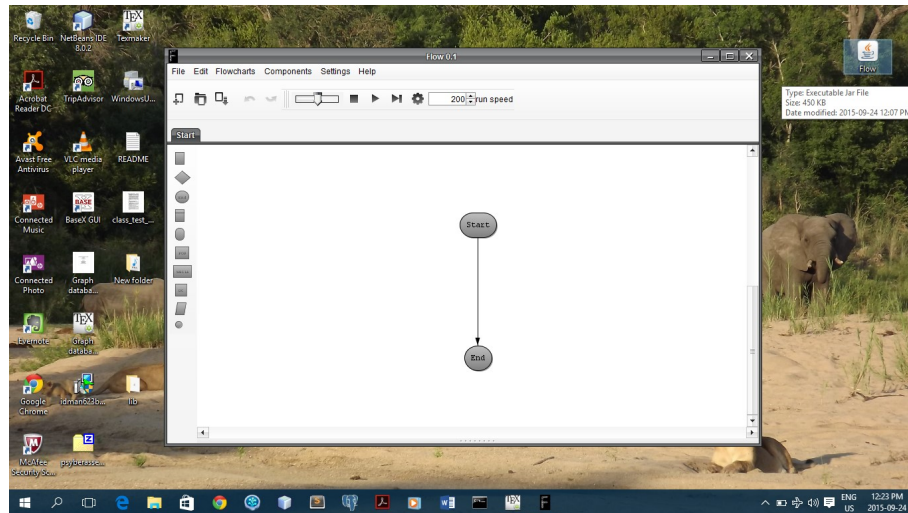 Recycle Bin
NetBeans IDE 8.0.2
Texmaker
Acrobat Reader DC
TripAdvisor
WindowsU...
Avast Free Antivirus
VLC media player
README
Connected Music
BaseX GUI
class_test_...
Connected Photo
Graph databa...
New folder
Evernote
Graph databa...
Google Chrome
lib
McAfee Security Sc...
Flow 0.1
File Edit Flowcharts Components Settings Help
200 run speed
Start
Start
End
Flow
Type: Executable Jar File
Size: 450 KB
Date modified: 2015-09-24 12:07 PM
ENG 12:23 PM
US 2015-09-24